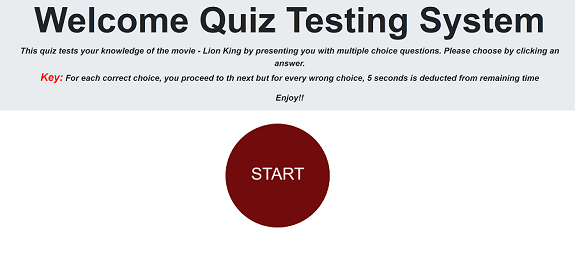 Welcome Quiz Testing System
This quiz tests your knowledge of the movie - Lion King by presenting you with multiple choice questions. Please choose by clicking an
answer.
Key: For each correct choice, you proceed to th next but for every wrong choice, 5 seconds is deducted from remaining time
Enjoy!!
START